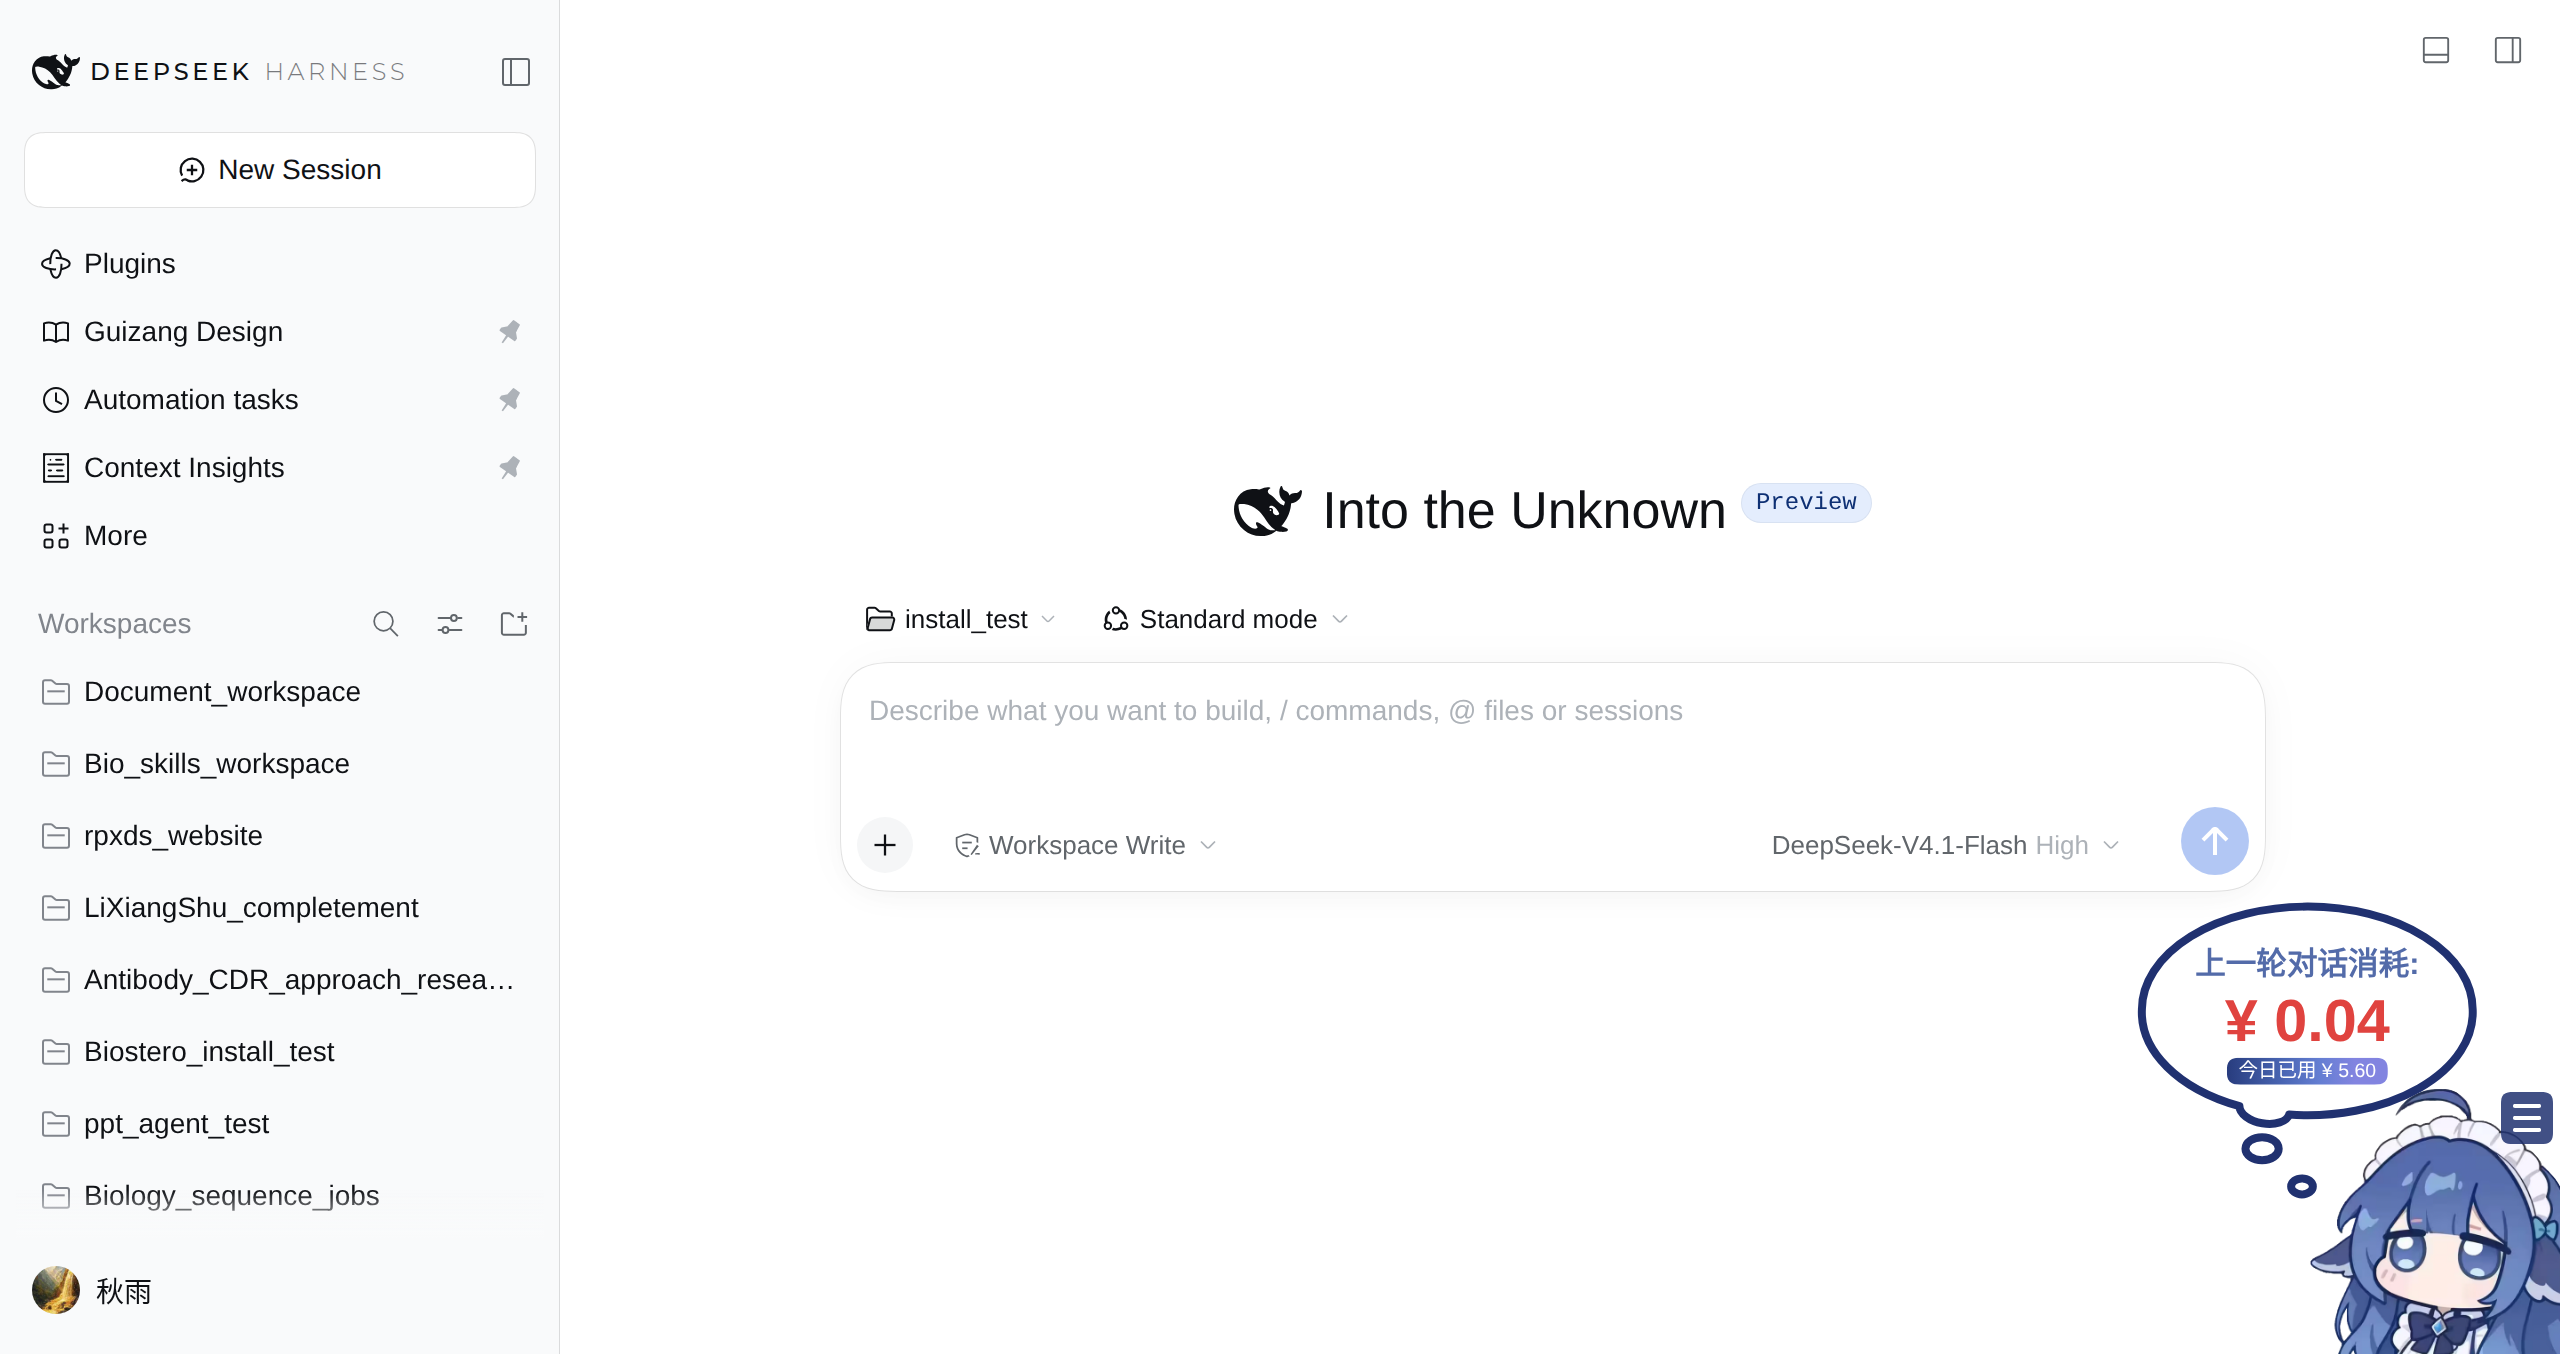 DEEPSEEK HARNESS
New Session
Plugins
Guizang Design
Automation tasks
Context Insights
More
Workspaces
Document_workspace
Bio_skills_workspace
rpxds_website
LiXiangShu_completement
Antibody_CDR_approach_resea…
Biostero_install_test
ppt_agent_test
Biology_sequence_jobs
秋雨
Into the Unknown Preview
install_test Standard mode
Describe what you want to build, / commands, @ files or sessions
Workspace Write DeepSeek-V4.1-Flash High
上一轮对话消耗:
¥ 0.04
今日已用 ¥ 5.60